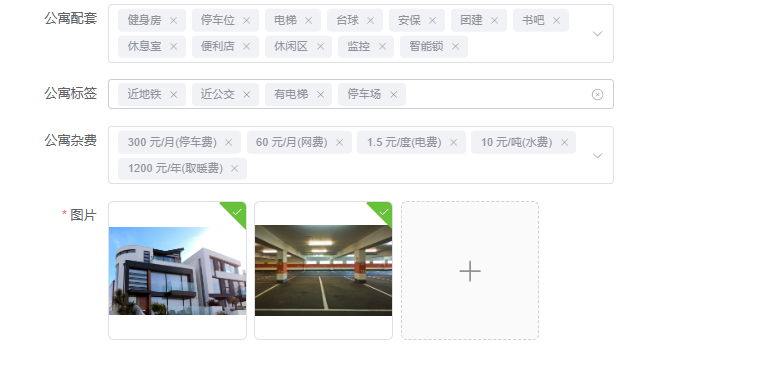 公寓配套 健身房 停车位 电梯 台球 安保 团建 书吧
休息室 便利店 休闲区 监控 智能锁
公寓标签 近地铁 近公交 有电梯 停车场
公寓杂费 300 元/月(停车费) 60 元/月(网费) 1.5 元/度(电费) 10 元/吨(水费)
1200 元/年(取暖费)
* 图片